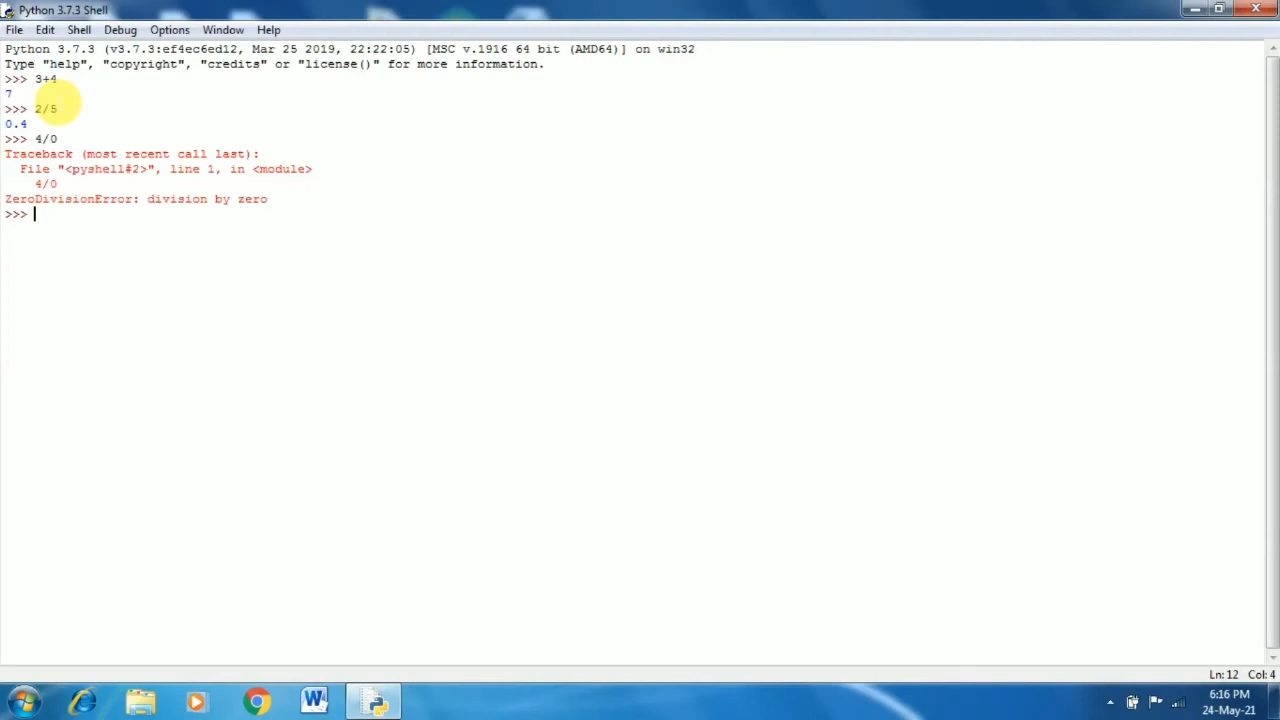 Python 3.7.3 Shell
File Edit Shell Debug Options Window Help
Python 3.7.3 (v3.7.3:ef4ec6ed12, Mar 25 2019, 22:22:05) [MSC v.1916 64 bit (AMD64)] on win32
Type "help", "copyright", "credits" or "license()" for more information.
>>> 3+4
7
>>> 2/5
0.4
>>> 4/0
Traceback (most recent call last):
  File "<pyshell#2>", line 1, in <module>
    4/0
ZeroDivisionError: division by zero
>>>
Ln: 12 Col: 4
6:16 PM
24-May-21